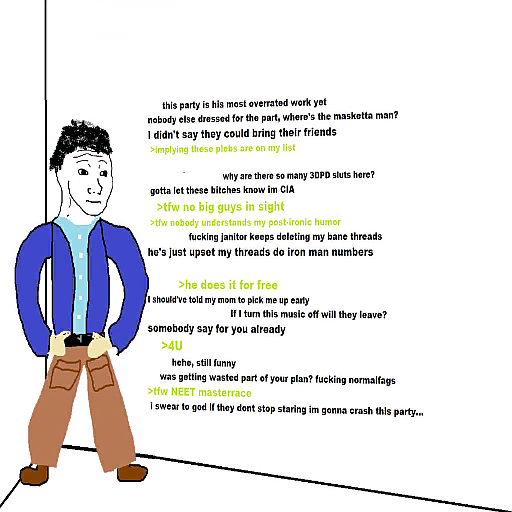 this party is his most overrated work yet
nobody else dressed for the part, where's the masketta man?
I didn't say they could bring their friends
>implying these plebs are on my list
why are there so many 3DPD sluts here?
gotta let these bitches know im CIA
>tfw no big guys in sight
>tfw nobody understands my post-ironic humor
fucking janitor keeps deleting my bane threads
he's just upset my threads do iron man numbers
>he does it for free
I should've told my mom to pick me up early
If I turn this music off will they leave?
somebody say for you already
>4U
hehe, still funny
was getting wasted part of your plan? fucking normalfags
>tfw NEET masterrace
i swear to god if they dont stop staring im gonna crash this party...